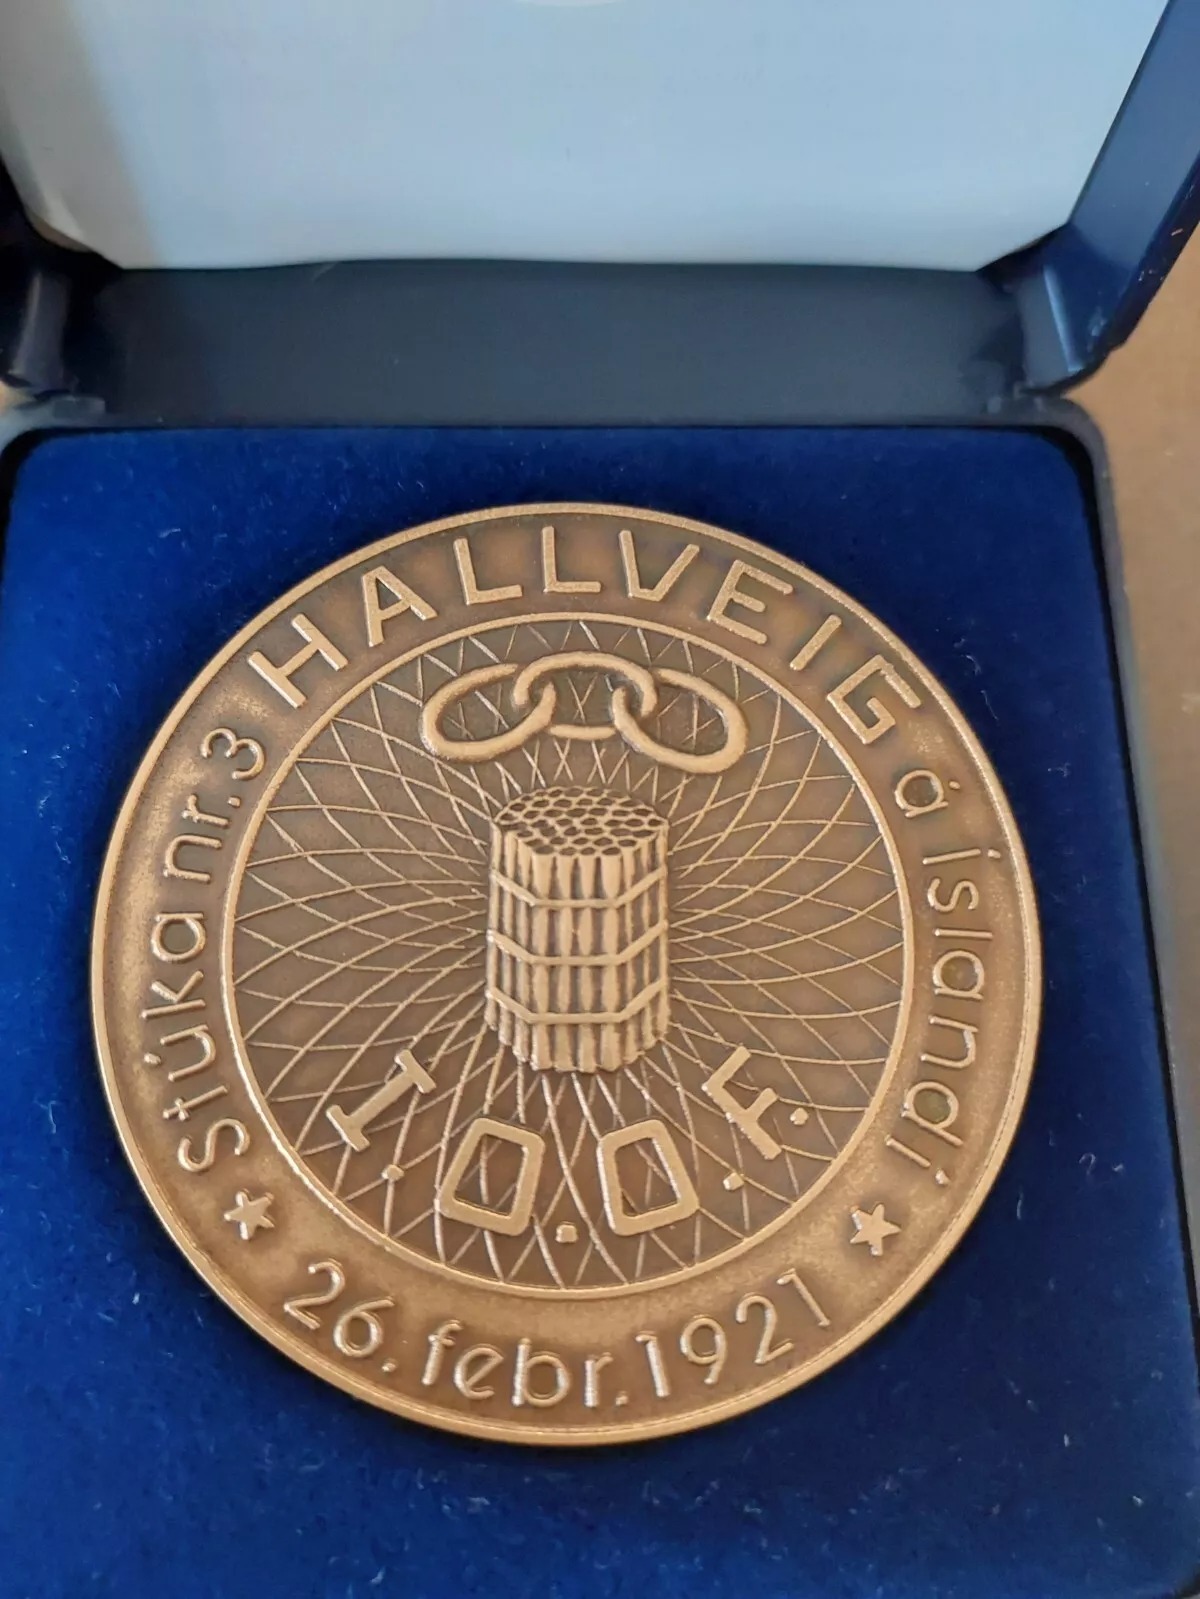 Stúka nr. 3 HALLVEIG á íslandi
I.O.O.F.
26. febr. 1921